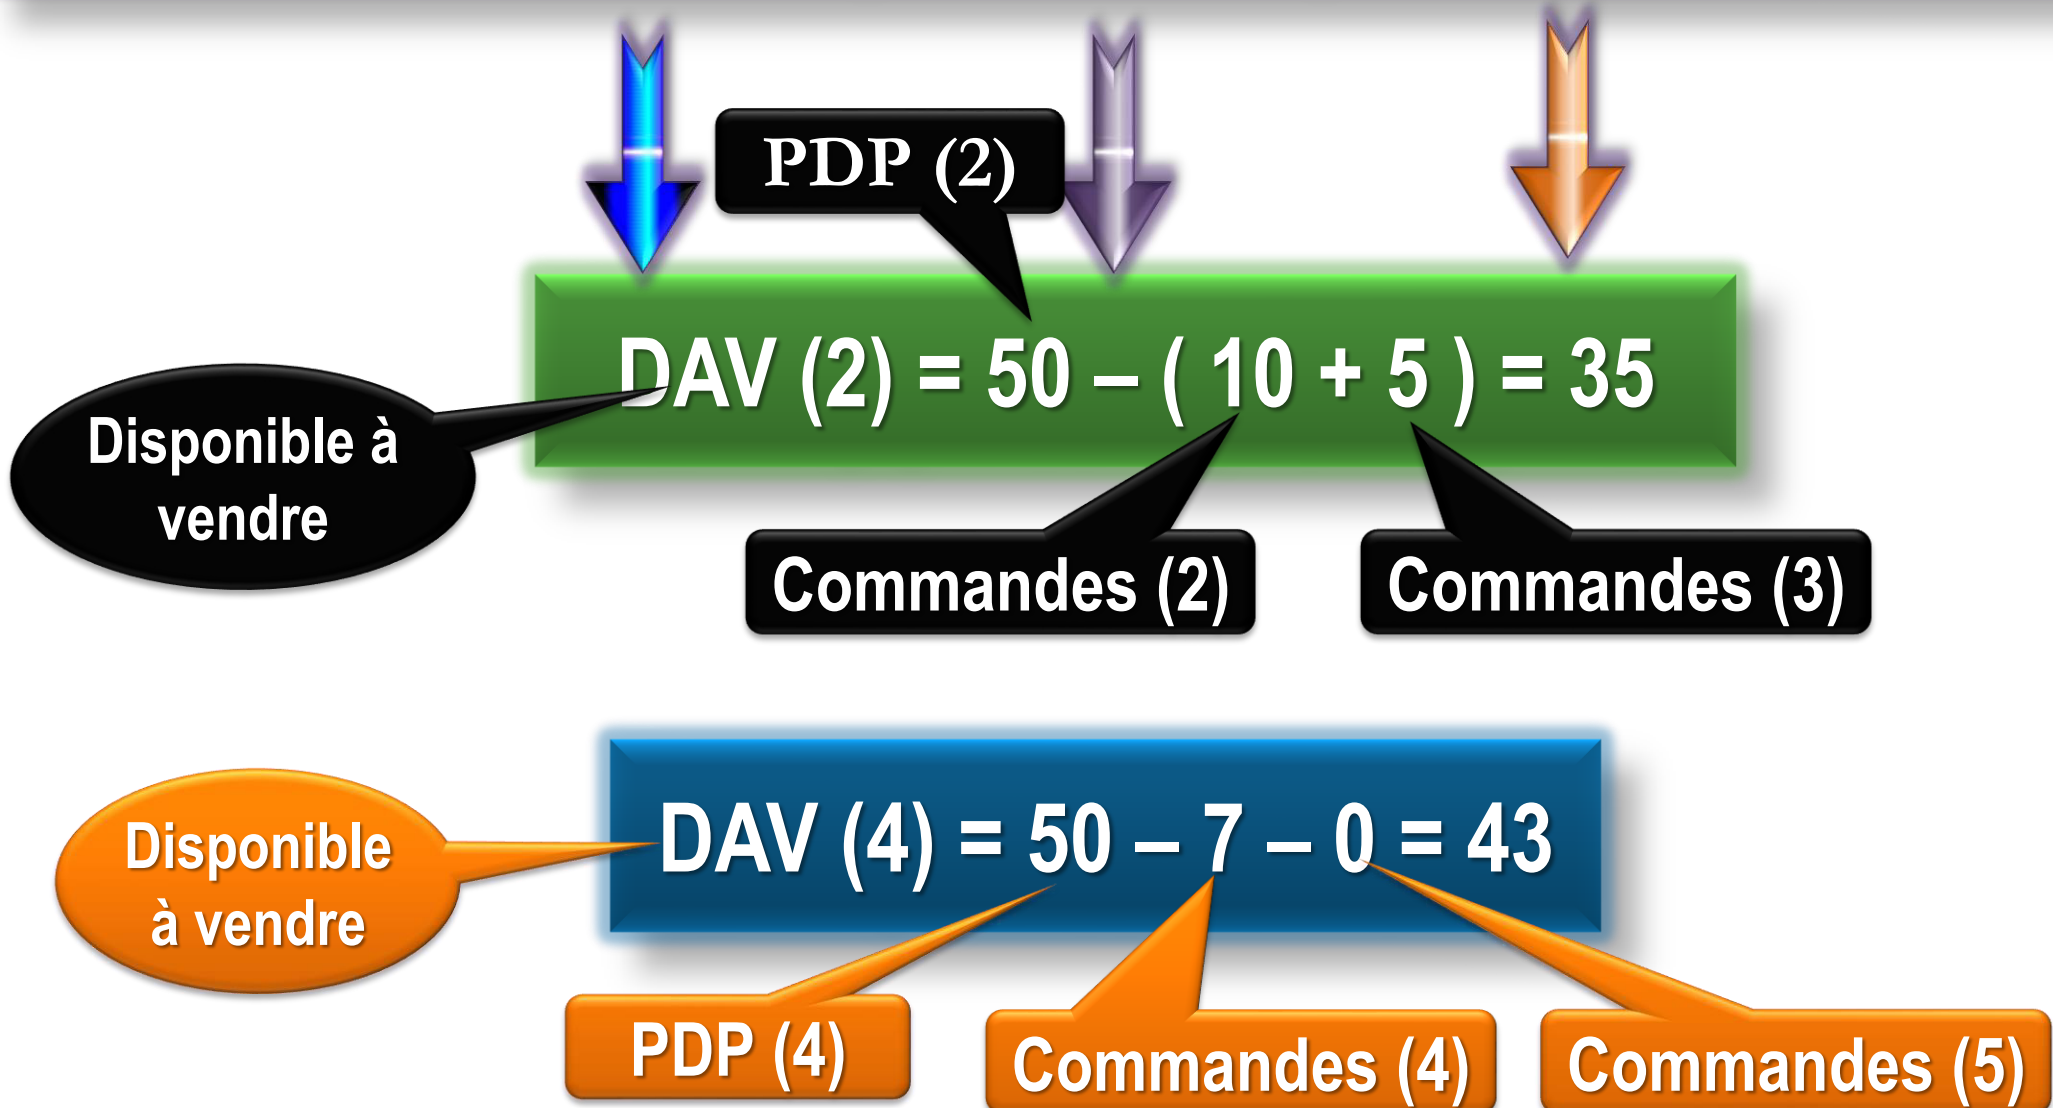 PDP (2)
DAV (2) = 50 – ( 10 + 5 ) = 35
Disponible à
vendre
Commandes (2)
Commandes (3)
DAV (4) = 50 – 7 – 0 = 43
Disponible
à vendre
PDP (4)
Commandes (4)
Commandes (5)